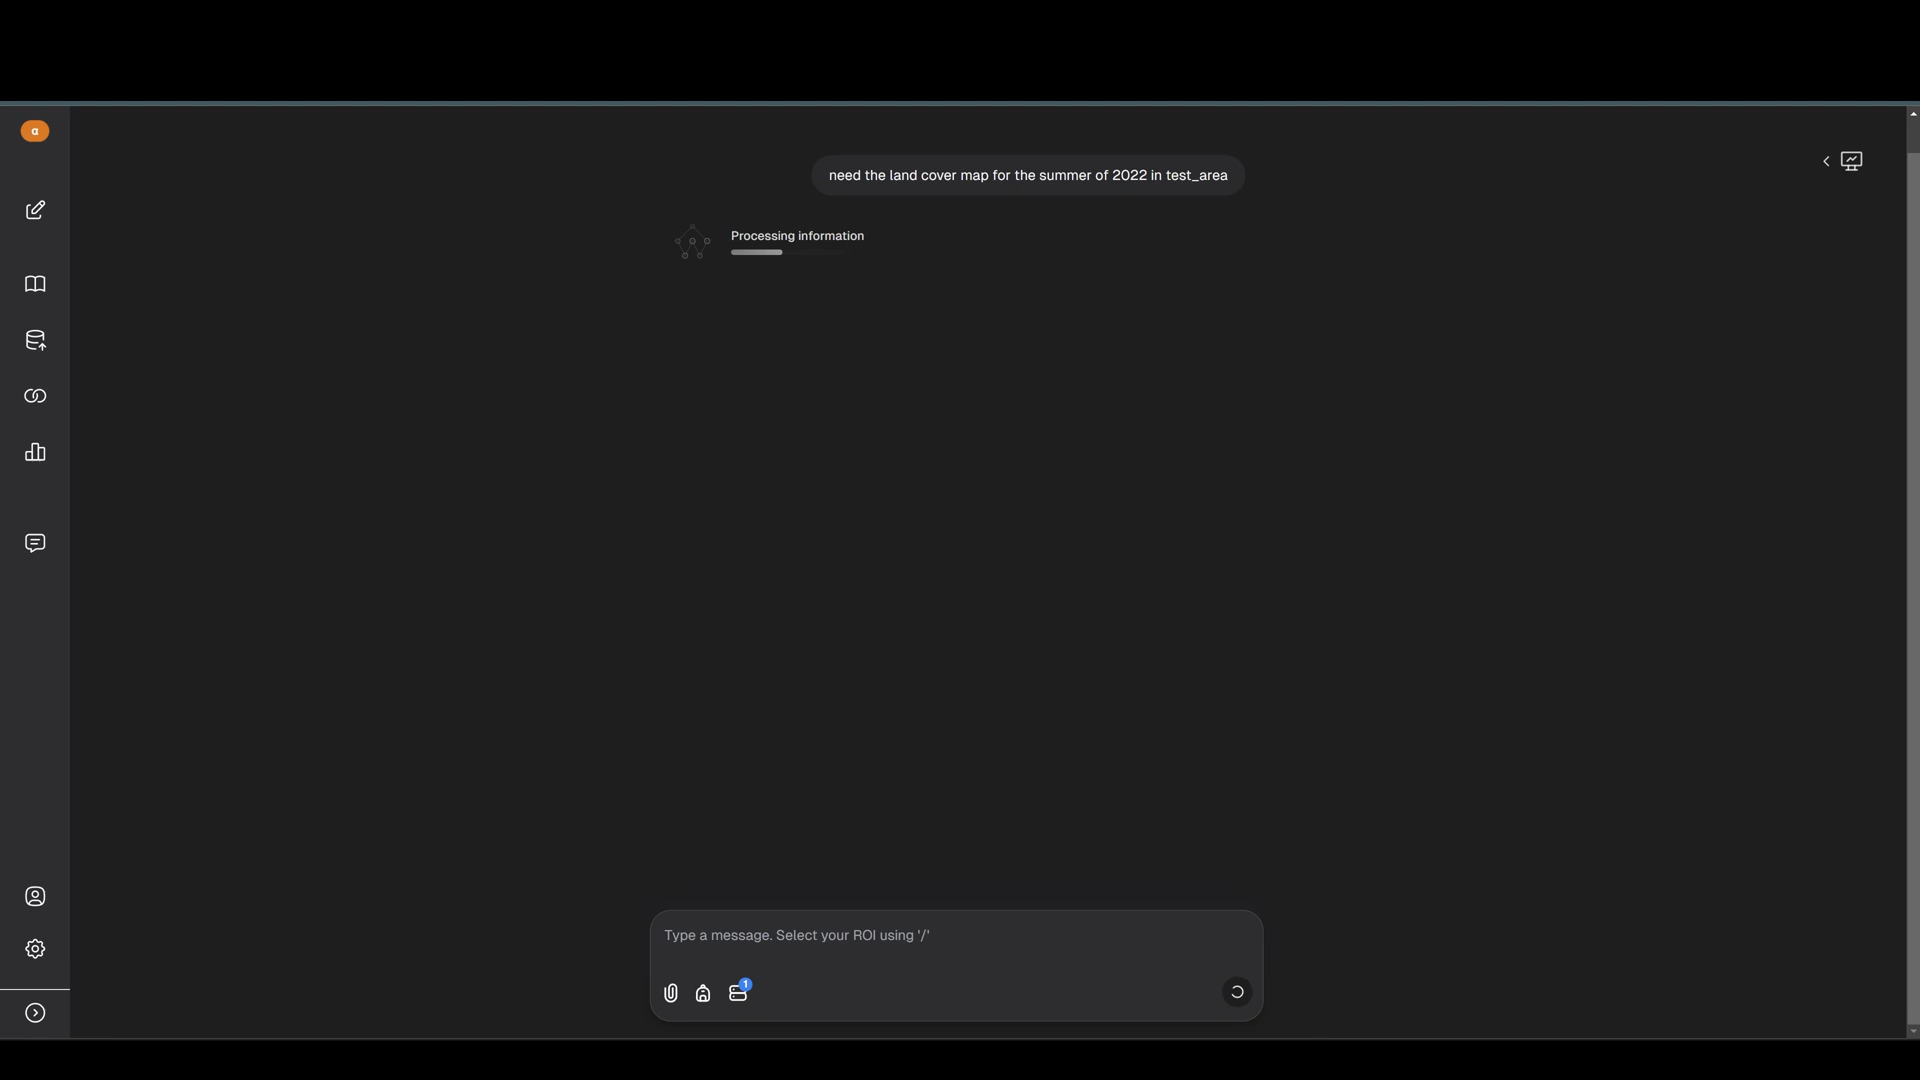 α
need the land cover map for the summer of 2022 in test_area
Processing information
Type a message. Select your ROI using '/'
1